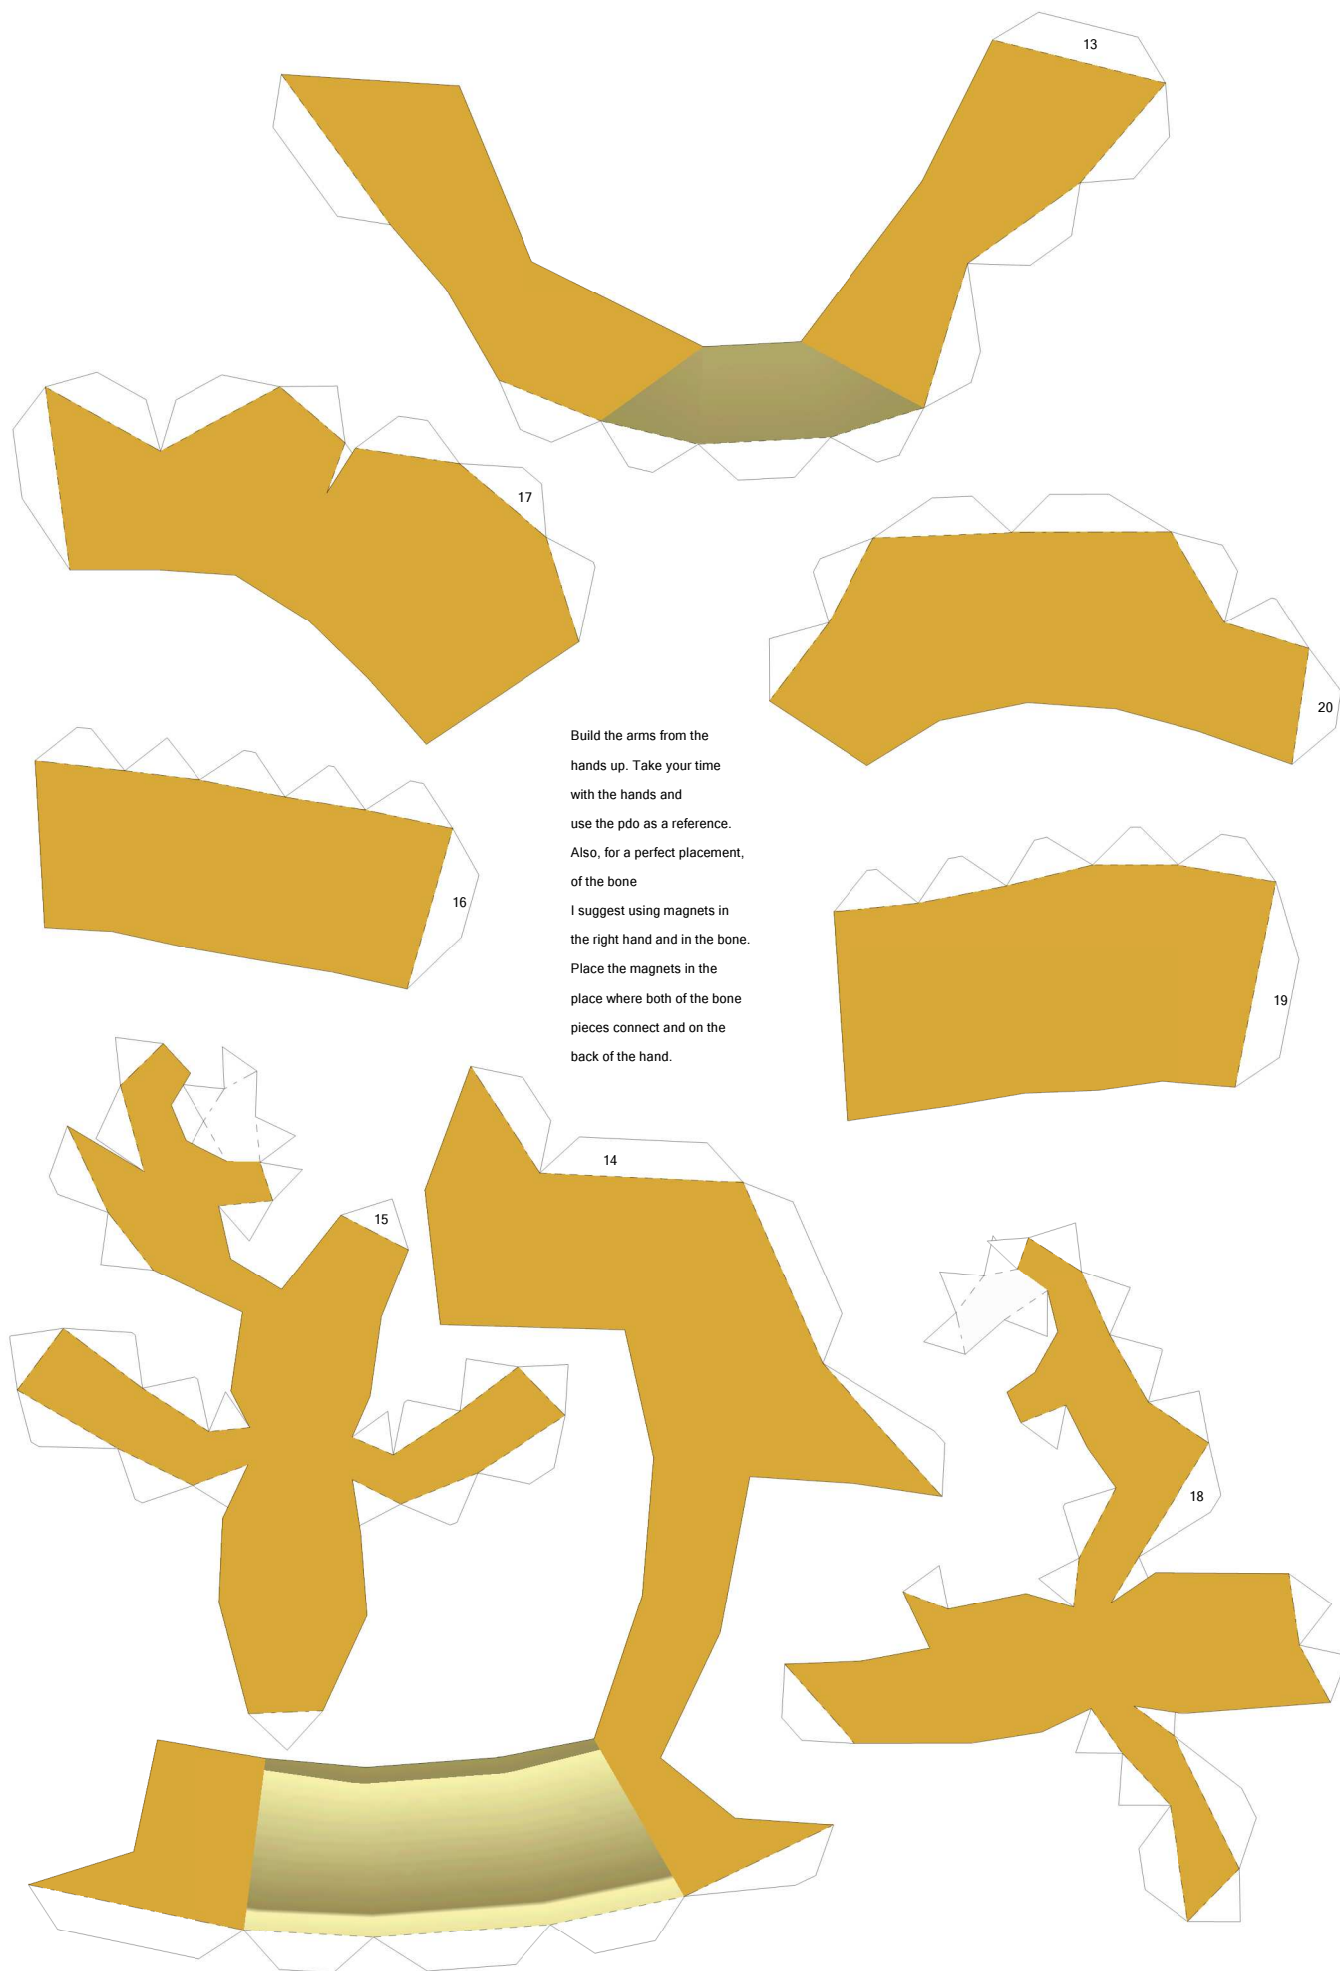 13
17
20
Build the arms from the
hands up. Take your time
with the hands and
use the pdo as a reference.
Also, for a perfect placement,
of the bone
I suggest using magnets in
the right hand and in the bone.
Place the magnets in the
place where both of the bone
pieces connect and on the
back of the hand.
16
19
14
15
18